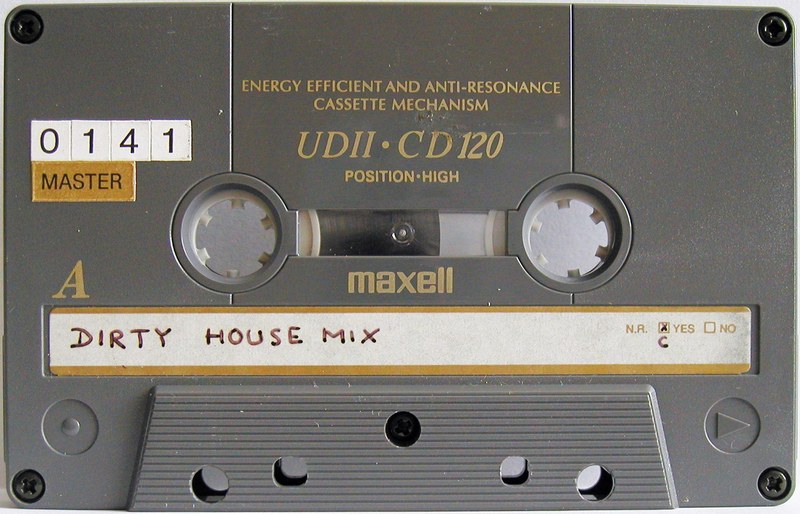 ENERGY EFFICIENT AND ANTI-RESONANCE
CASSETTE MECHANISM
UDII・CD120
POSITION・HIGH
0141
MASTER
maxell
A
DIRTY HOUSE MIX
N.R. ☒ YES ☐ NO
C